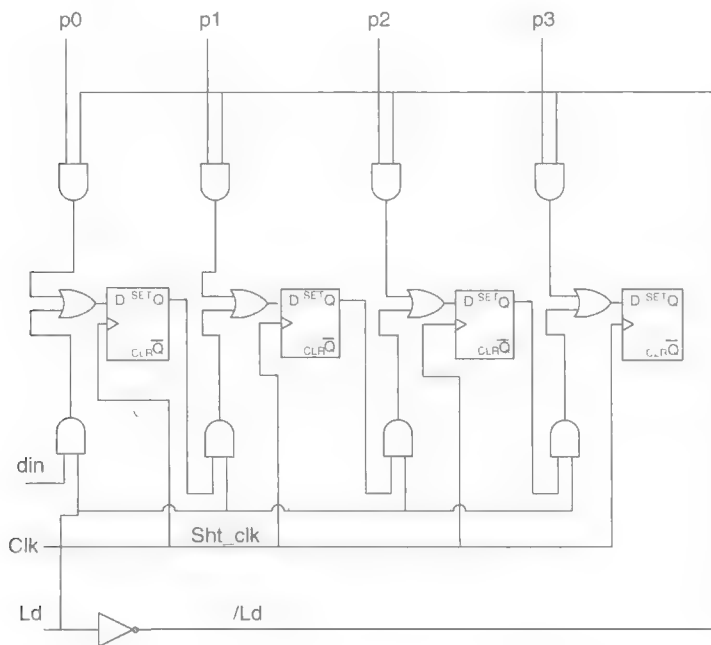 p0 p1 p2 p3
D SET Q D SET Q D SET Q D SET Q
CLR Q̅ CLR Q̅ CLR Q̅ CLR Q̅
din
Clk Sht_clk
Ld /Ld